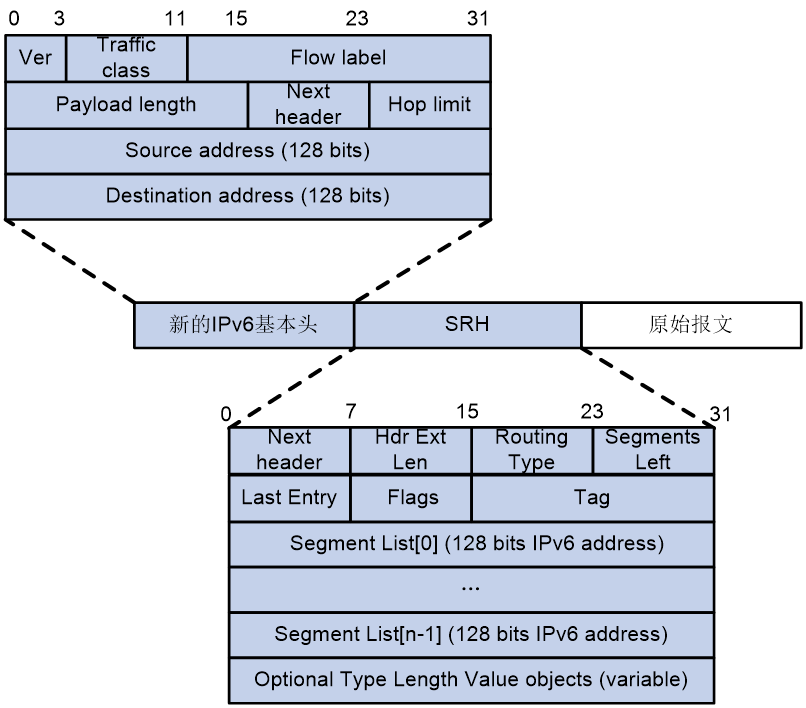 0 3 11 15 23 31
Ver Traffic class Flow label
Payload length Next header Hop limit
Source address (128 bits)
Destination address (128 bits)
新的IPv6基本头 SRH 原始报文
0 7 15 23 31
Next header Hdr Ext Len Routing Type Segments Left
Last Entry Flags Tag
Segment List[0] (128 bits IPv6 address)
...
Segment List[n-1] (128 bits IPv6 address)
Optional Type Length Value objects (variable)